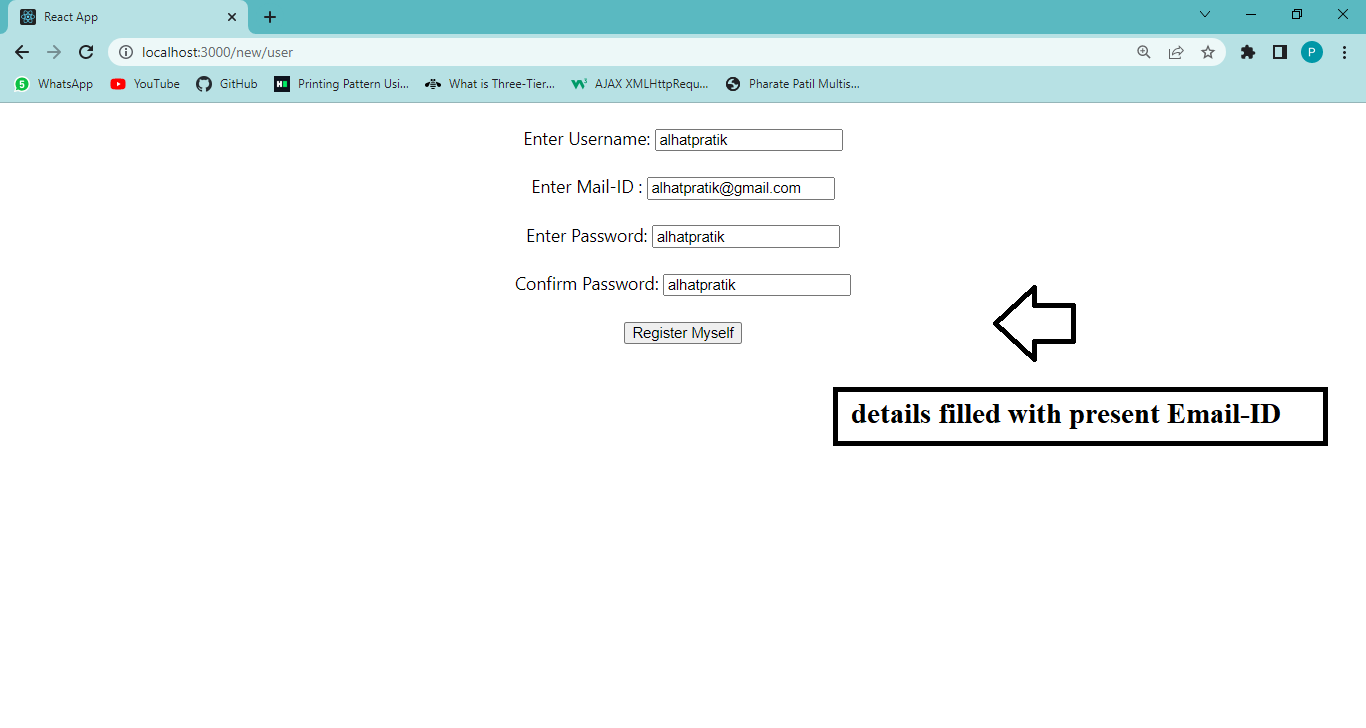 React App
localhost:3000/new/user
P
5 WhatsApp YouTube GitHub Printing Pattern Usi... What is Three-Tier... AJAX XMLHttpRequ... Pharate Patil Multis...
Enter Username: alhatpratik
Enter Mail-ID : alhatpratik@gmail.com
Enter Password: alhatpratik
Confirm Password: alhatpratik
Register Myself
details filled with present Email-ID